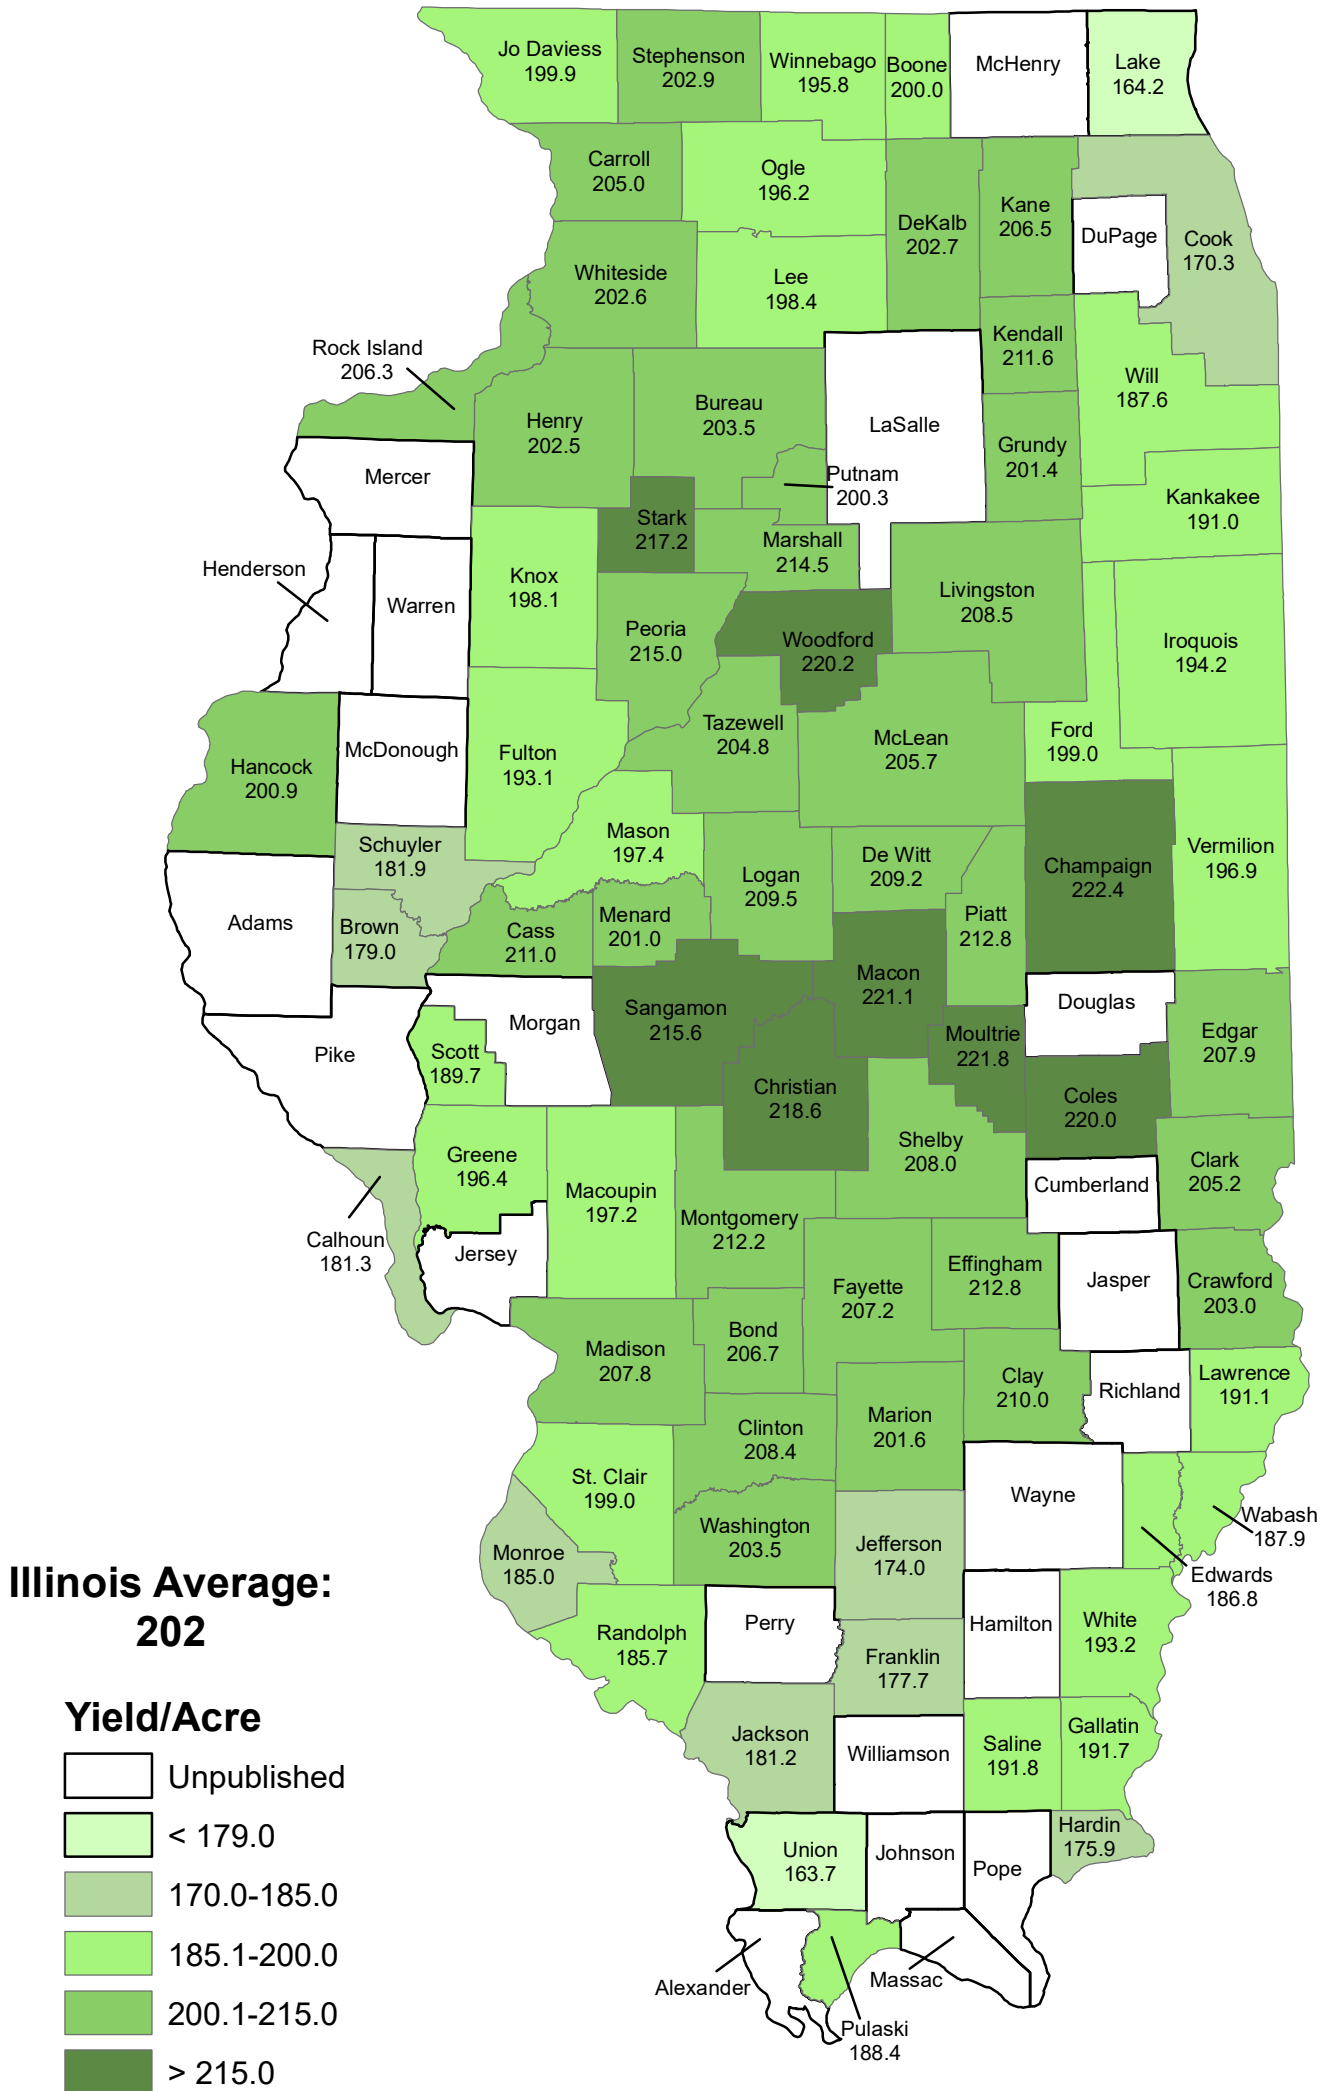 Jo Daviess
199.9
Stephenson
202.9
Winnebago
195.8
Boone
200.0
McHenry
Lake
164.2
Carroll
205.0
Ogle
196.2
DeKalb
202.7
Kane
206.5
DuPage
Cook
170.3
Whiteside
202.6
Lee
198.4
Rock Island
206.3
Kendall
211.6
Will
187.6
Henry
202.5
Bureau
203.5
LaSalle
Grundy
201.4
Mercer
Putnam
200.3
Kankakee
191.0
Stark
217.2
Marshall
214.5
Henderson
Warren
Knox
198.1
Peoria
215.0
Woodford
220.2
Livingston
208.5
Iroquois
194.2
Hancock
200.9
McDonough
Fulton
193.1
Tazewell
204.8
McLean
205.7
Ford
199.0
Schuyler
181.9
Mason
197.4
Logan
209.5
De Witt
209.2
Piatt
212.8
Champaign
222.4
Vermilion
196.9
Adams
Brown
179.0
Cass
211.0
Menard
201.0
Macon
221.1
Douglas
Pike
Scott
189.7
Morgan
Sangamon
215.6
Christian
218.6
Moultrie
221.8
Coles
220.0
Edgar
207.9
Greene
196.4
Macoupin
197.2
Montgomery
212.2
Shelby
208.0
Cumberland
Clark
205.2
Calhoun
181.3
Jersey
Fayette
207.2
Effingham
212.8
Jasper
Crawford
203.0
Madison
207.8
Bond
206.7
Clay
210.0
Richland
Lawrence
191.1
Clinton
208.4
Marion
201.6
St. Clair
199.0
Wayne
Wabash
187.9
Edwards
186.8
Monroe
185.0
Washington
203.5
Jefferson
174.0
Randolph
185.7
Perry
Franklin
177.7
Hamilton
White
193.2
Jackson
181.2
Williamson
Saline
191.8
Gallatin
191.7
Union
163.7
Johnson
Pope
Hardin
175.9
Alexander
Pulaski
188.4
Massac
Illinois Average:
202
Yield/Acre
Unpublished
< 179.0
170.0-185.0
185.1-200.0
200.1-215.0
> 215.0